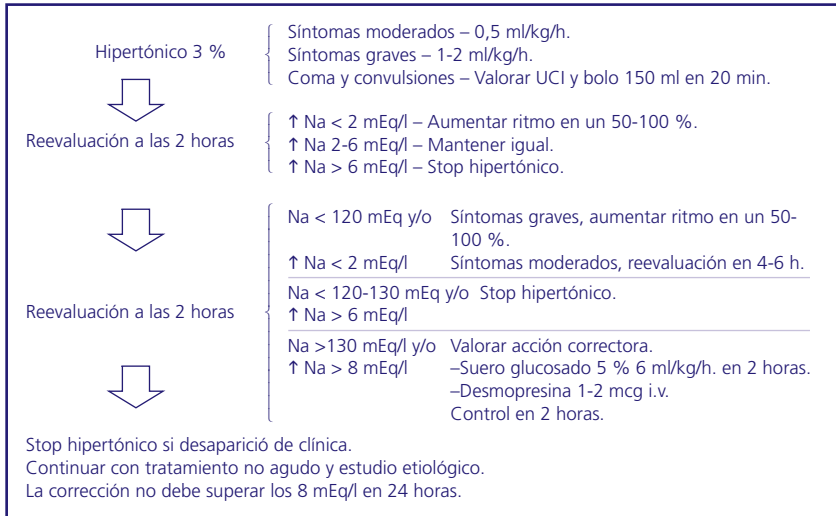 Hipertónico 3 %
Síntomas moderados – 0,5 ml/kg/h.
Síntomas graves – 1-2 ml/kg/h.
Coma y convulsiones – Valorar UCI y bolo 150 ml en 20 min.
Reevaluación a las 2 horas
↑ Na < 2 mEq/l – Aumentar ritmo en un 50-100 %.
↑ Na 2-6 mEq/l – Mantener igual.
↑ Na > 6 mEq/l – Stop hipertónico.
Reevaluación a las 2 horas
Na < 120 mEq y/o Síntomas graves, aumentar ritmo en un 50-
100 %.
↑ Na < 2 mEq/l Síntomas moderados, reevaluación en 4-6 h.
Na < 120-130 mEq y/o Stop hipertónico.
↑ Na > 6 mEq/l
Na >130 mEq/l y/o Valorar acción correctora.
↑ Na > 8 mEq/l –Suero glucosado 5 % 6 ml/kg/h. en 2 horas.
–Desmopresina 1-2 mcg i.v.
Control en 2 horas.
Stop hipertónico si desaparició de clínica.
Continuar con tratamiento no agudo y estudio etiológico.
La corrección no debe superar los 8 mEq/l en 24 horas.